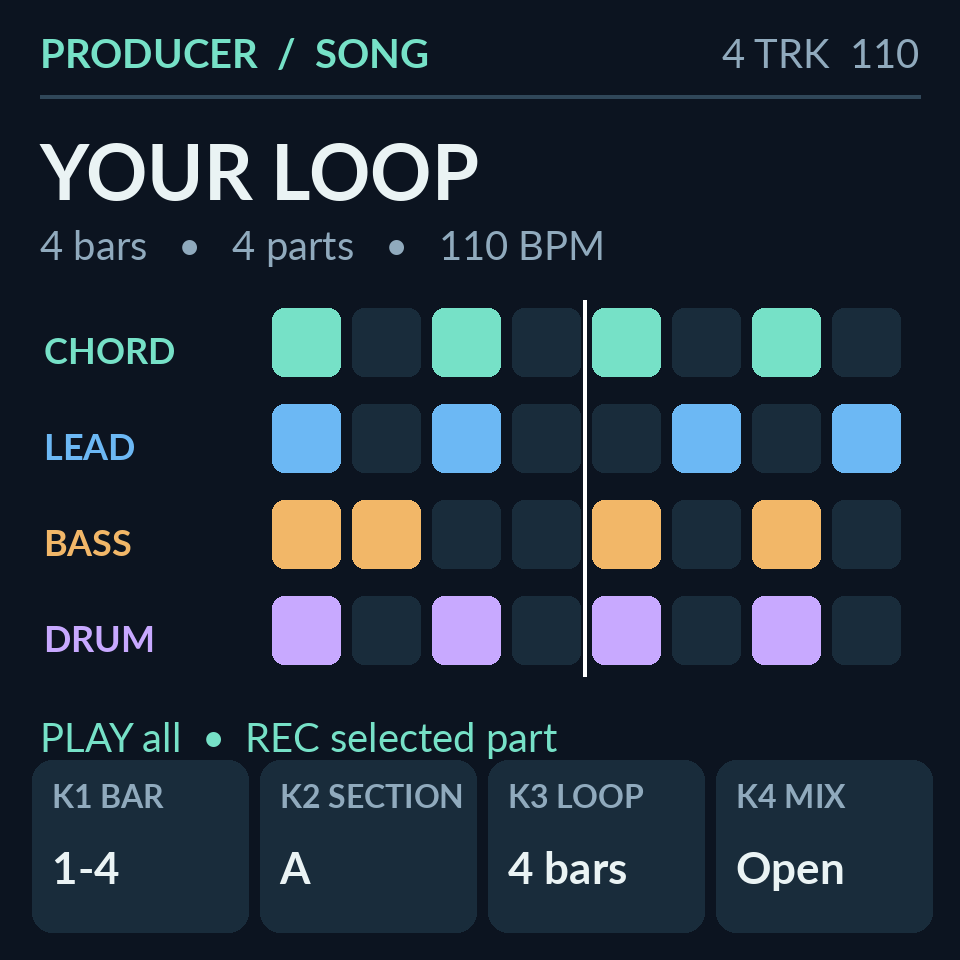 PRODUCER / SONG 4 TRK 110
YOUR LOOP
4 bars • 4 parts • 110 BPM
CHORD
LEAD
BASS
DRUM
PLAY all • REC selected part
K1 BAR K2 SECTION K3 LOOP K4 MIX
1-4 A 4 bars Open